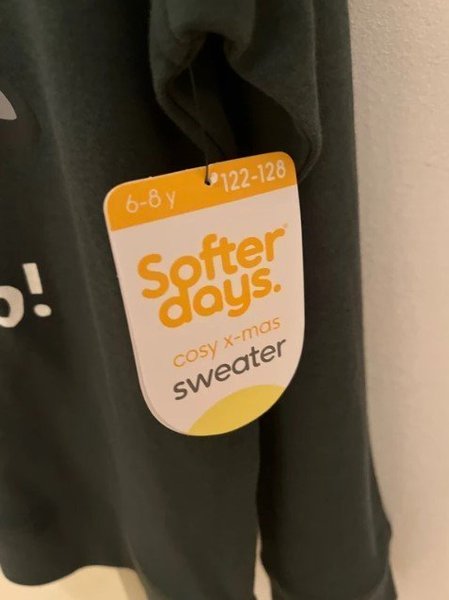 6-8 y 122-128
Softer
days.
cosy x-mas
sweater
o!